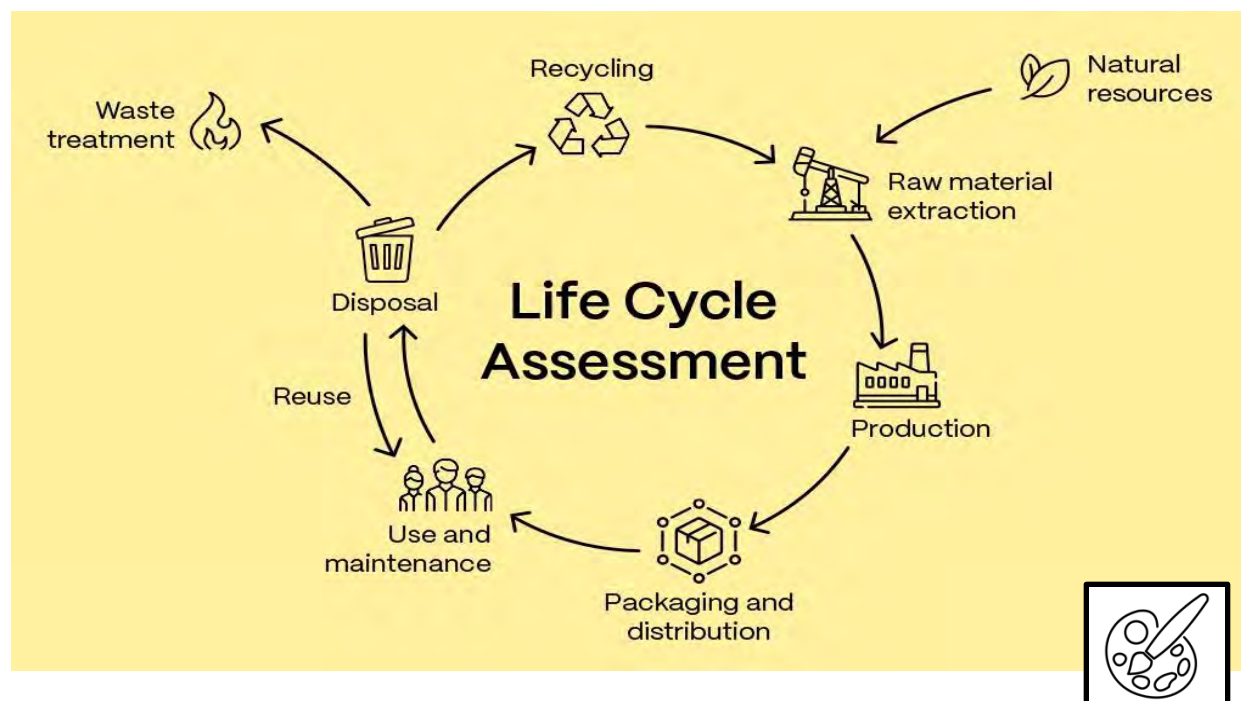 Recycling
Natural
resources
Waste
treatment
Raw material
extraction
Disposal
Life Cycle
Assessment
Reuse
Production
Use and
maintenance
Packaging and
distribution